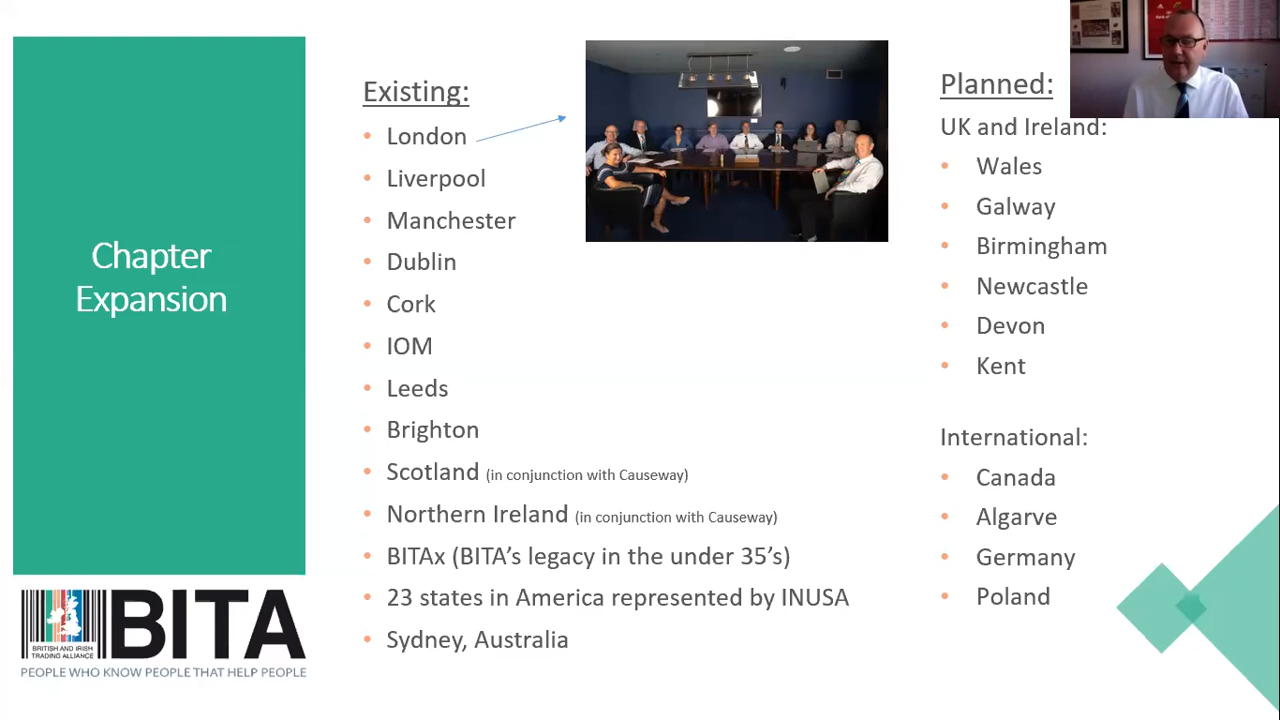 Chapter
Expansion
BITA
BRITISH AND IRISH
TRADING ALLIANCE
PEOPLE WHO KNOW PEOPLE THAT HELP PEOPLE
Existing:
• London
• Liverpool
• Manchester
• Dublin
• Cork
• IOM
• Leeds
• Brighton
• Scotland (in conjunction with Causeway)
• Northern Ireland (in conjunction with Causeway)
• BITAx (BITA’s legacy in the under 35’s)
• 23 states in America represented by INUSA
• Sydney, Australia
Planned:
UK and Ireland:
• Wales
• Galway
• Birmingham
• Newcastle
• Devon
• Kent
International:
• Canada
• Algarve
• Germany
• Poland